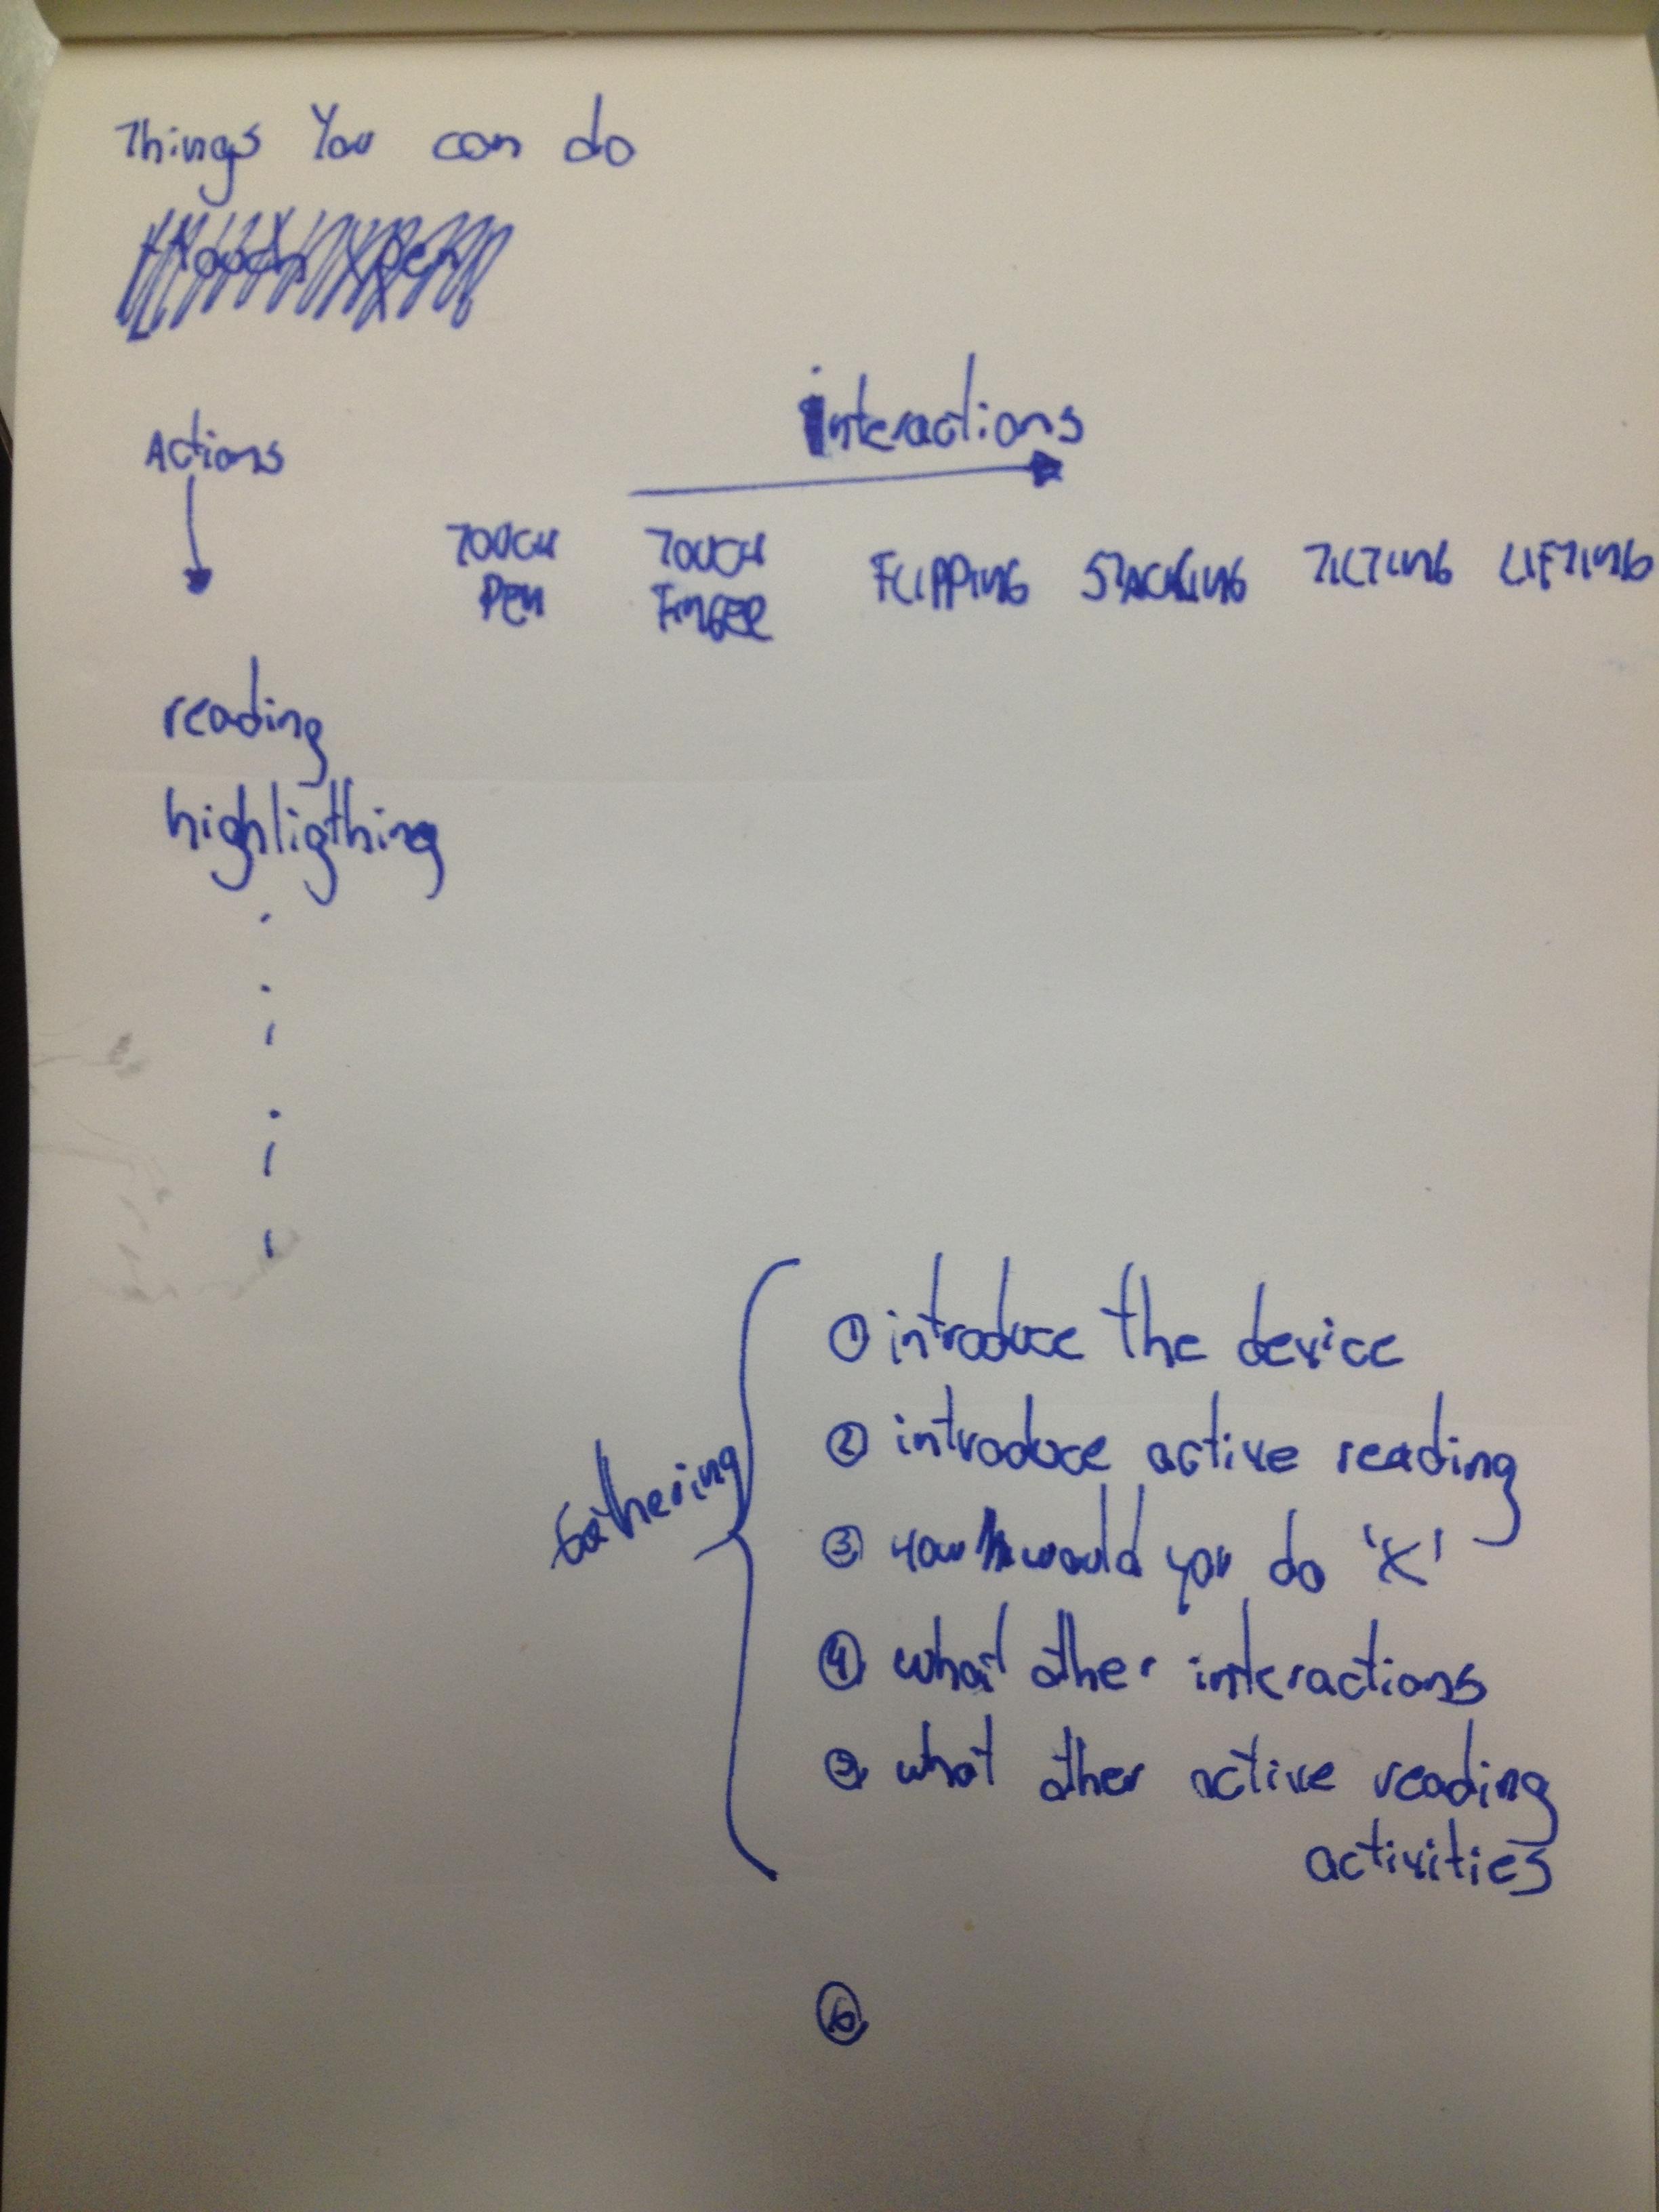 Things You can do
touch pen
interactions
Actions
TOUCH TOUCH
PEN FINGER FLIPPING STACKING TILTING LIFTING
reading
highligthing
① introduce the device
② introduce active reading
Gathering
③ How would you do 'X'
④ what other interactions
⑤ what other active reading
activities
⑥